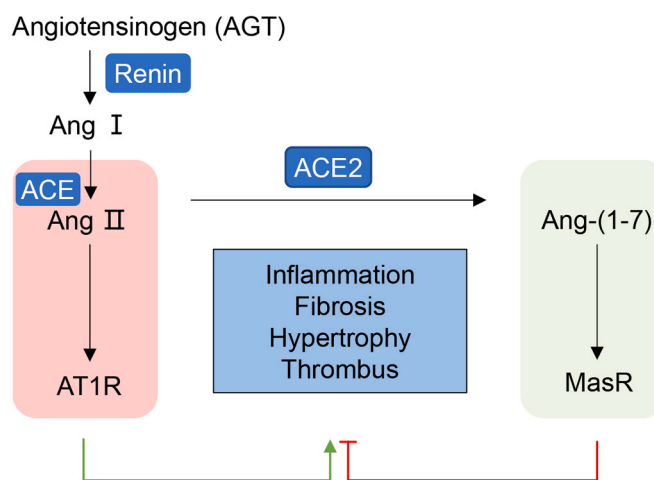 Angiotensinogen (AGT)
Renin
Ang Ⅰ
ACE
Ang Ⅱ
ACE2
Ang-(1-7)
Inflammation
Fibrosis
Hypertrophy
Thrombus
AT1R
MasR